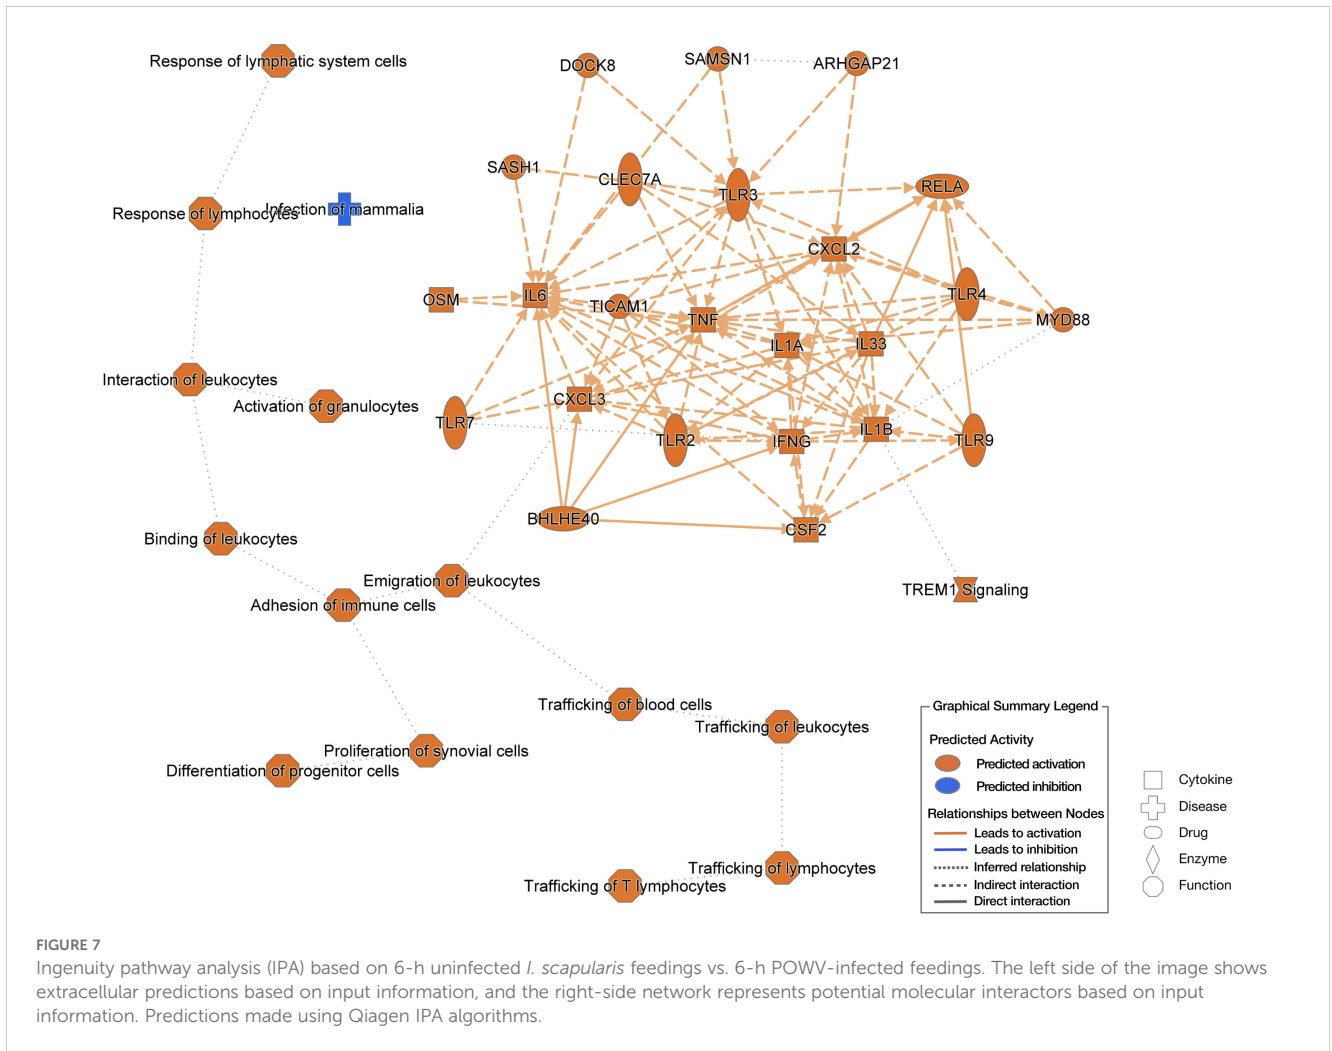 Response of lymphatic system cells
DOCK8
SAMSN1
ARHGAP21
SASH1
CLEC7A
TLR3
RELA
Response of lymphocytes
Infection of mammalia
CXCL2
OSM
IL6
TICAM1
TNF
TLR4
MYD88
IL1A
IL33
Interaction of leukocytes
Activation of granulocytes
CXCL3
TLR7
TLR2
IFNG
IL1B
TLR9
BHLHE40
CSF2
Binding of leukocytes
Emigration of leukocytes
Adhesion of immune cells
TREM1 Signaling
Trafficking of blood cells
Trafficking of leukocytes
Proliferation of synovial cells
Differentiation of progenitor cells
Trafficking of lymphocytes
Trafficking of T lymphocytes
Graphical Summary Legend
Predicted Activity
Predicted activation
Predicted inhibition
Relationships between Nodes
Leads to activation
Leads to inhibition
Inferred relationship
Indirect interaction
Direct interaction
Cytokine
Disease
Drug
Enzyme
Function
FIGURE 7
Ingenuity pathway analysis (IPA) based on 6-h uninfected I. scapularis feedings vs. 6-h POWV-infected feedings. The left side of the image shows
extracellular predictions based on input information, and the right-side network represents potential molecular interactors based on input
information. Predictions made using Qiagen IPA algorithms.